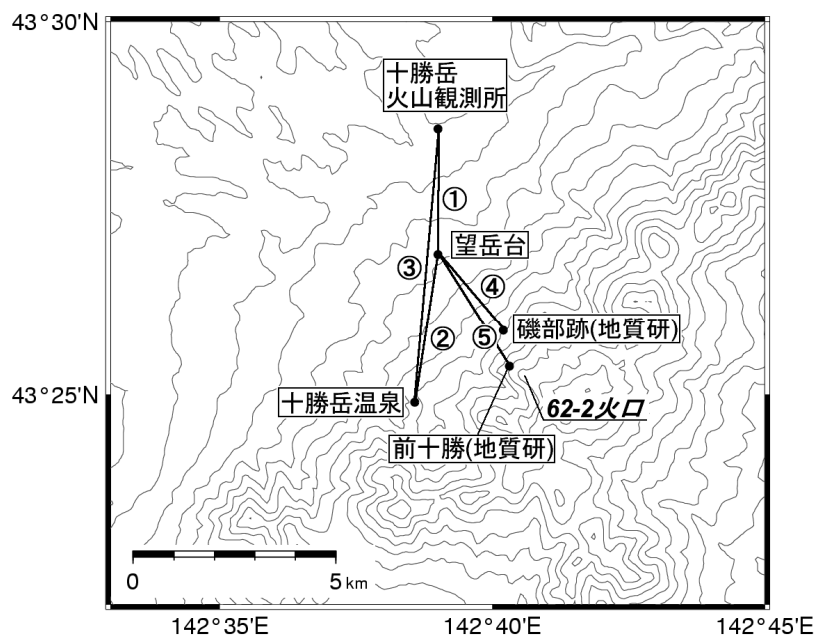 43°30'N
十勝岳
火山観測所
①
望岳台
③
④
②
⑤
磯部跡(地質研)
43°25'N
十勝岳温泉
62-2火口
前十勝(地質研)
0
5 km
142°35'E
142°40'E
142°45'E